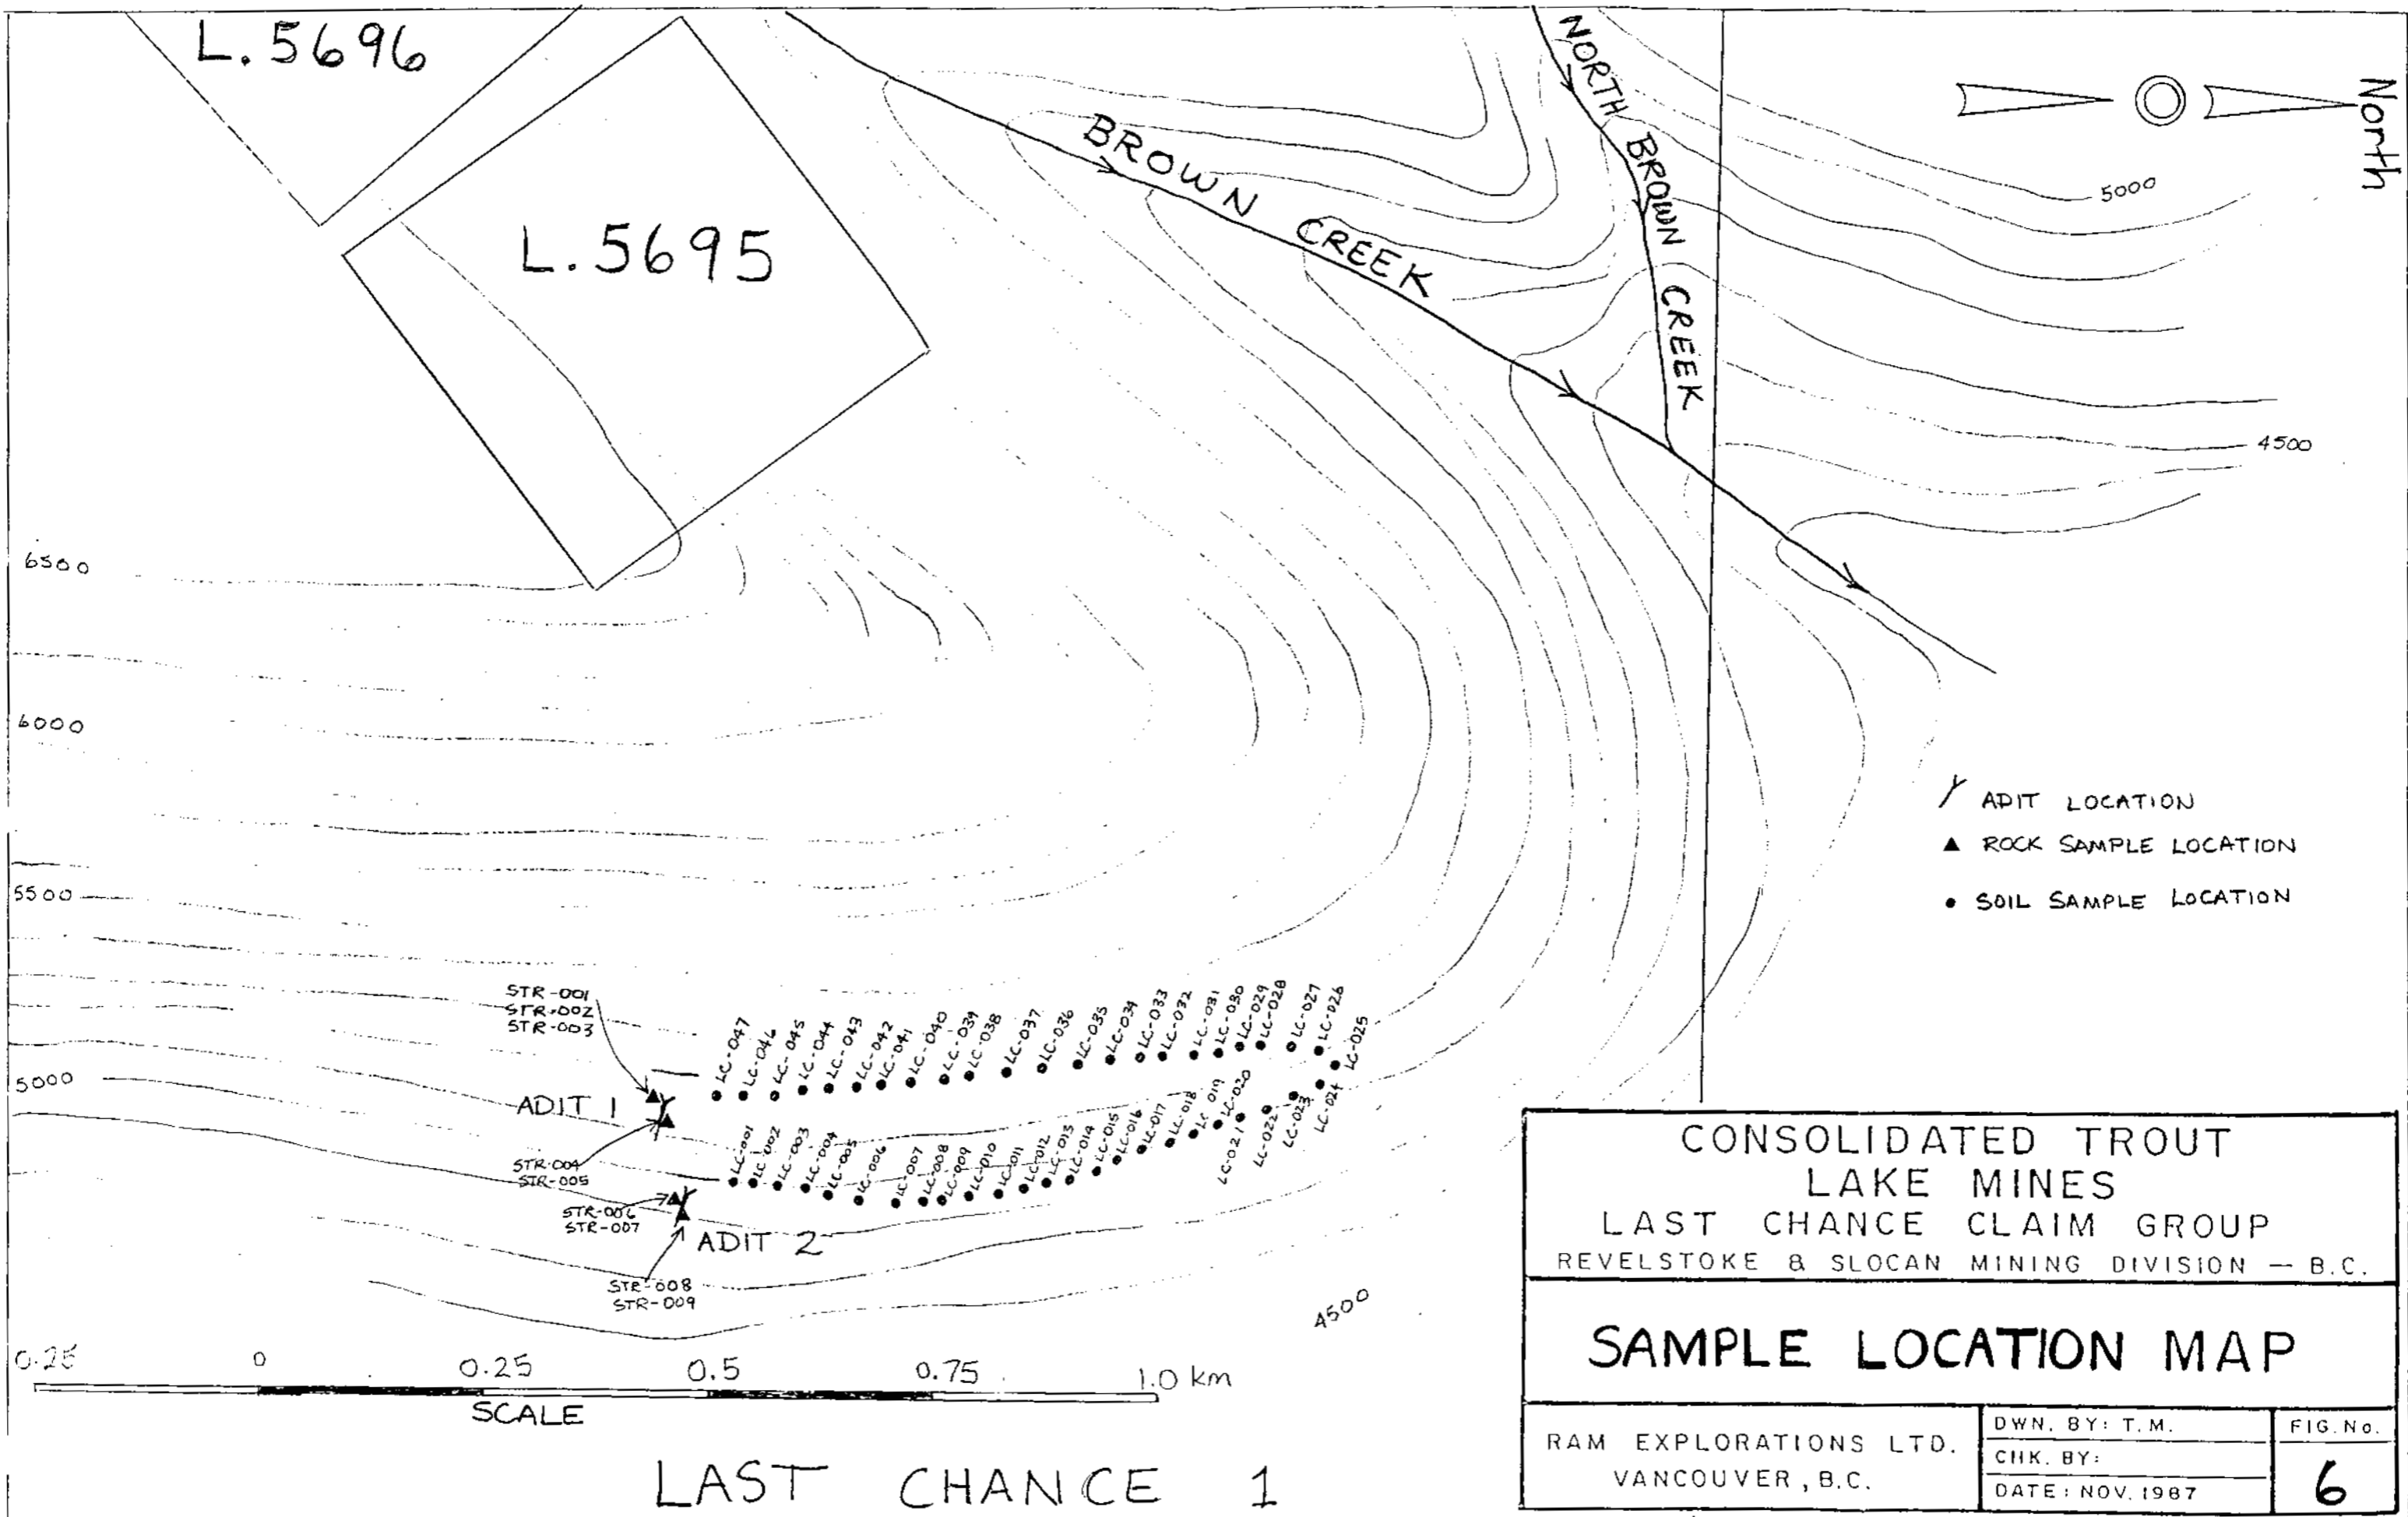 L.5696
L.5695
BROWN CREEK
NORTH BROWN CREEK
North
5000
4500
6500
6000
5500
5000
4500
ADIT LOCATION
▲ ROCK SAMPLE LOCATION
● SOIL SAMPLE LOCATION
STR-001
STR-002
STR-003
ADIT 1
STR-004
STR-005
STR-006
STR-007
ADIT 2
STR-008
STR-009
LC-047
LC-046
LC-045
LC-044
LC-043
LC-042
LC-041
LC-040
LC-039
LC-038
LC-037
LC-036
LC-035
LC-034
LC-033
LC-032
LC-031
LC-030
LC-029
LC-028
LC-027
LC-026
LC-025
LC-001
LC-002
LC-003
LC-004
LC-005
LC-006
LC-007
LC-008
LC-009
LC-010
LC-011
LC-012
LC-013
LC-014
LC-015
LC-016
LC-017
LC-018
LC-019
LC-020
LC-021
LC-022
LC-023
LC-024
0.25 0 0.25 0.5 0.75 1.0 km
SCALE
LAST CHANCE 1
CONSOLIDATED TROUT
LAKE MINES
LAST CHANCE CLAIM GROUP
REVELSTOKE & SLOCAN MINING DIVISION — B.C.
SAMPLE LOCATION MAP
RAM EXPLORATIONS LTD.
VANCOUVER, B.C.
DWN. BY: T.M.
CHK. BY:
DATE: NOV. 1987
FIG. No.
6